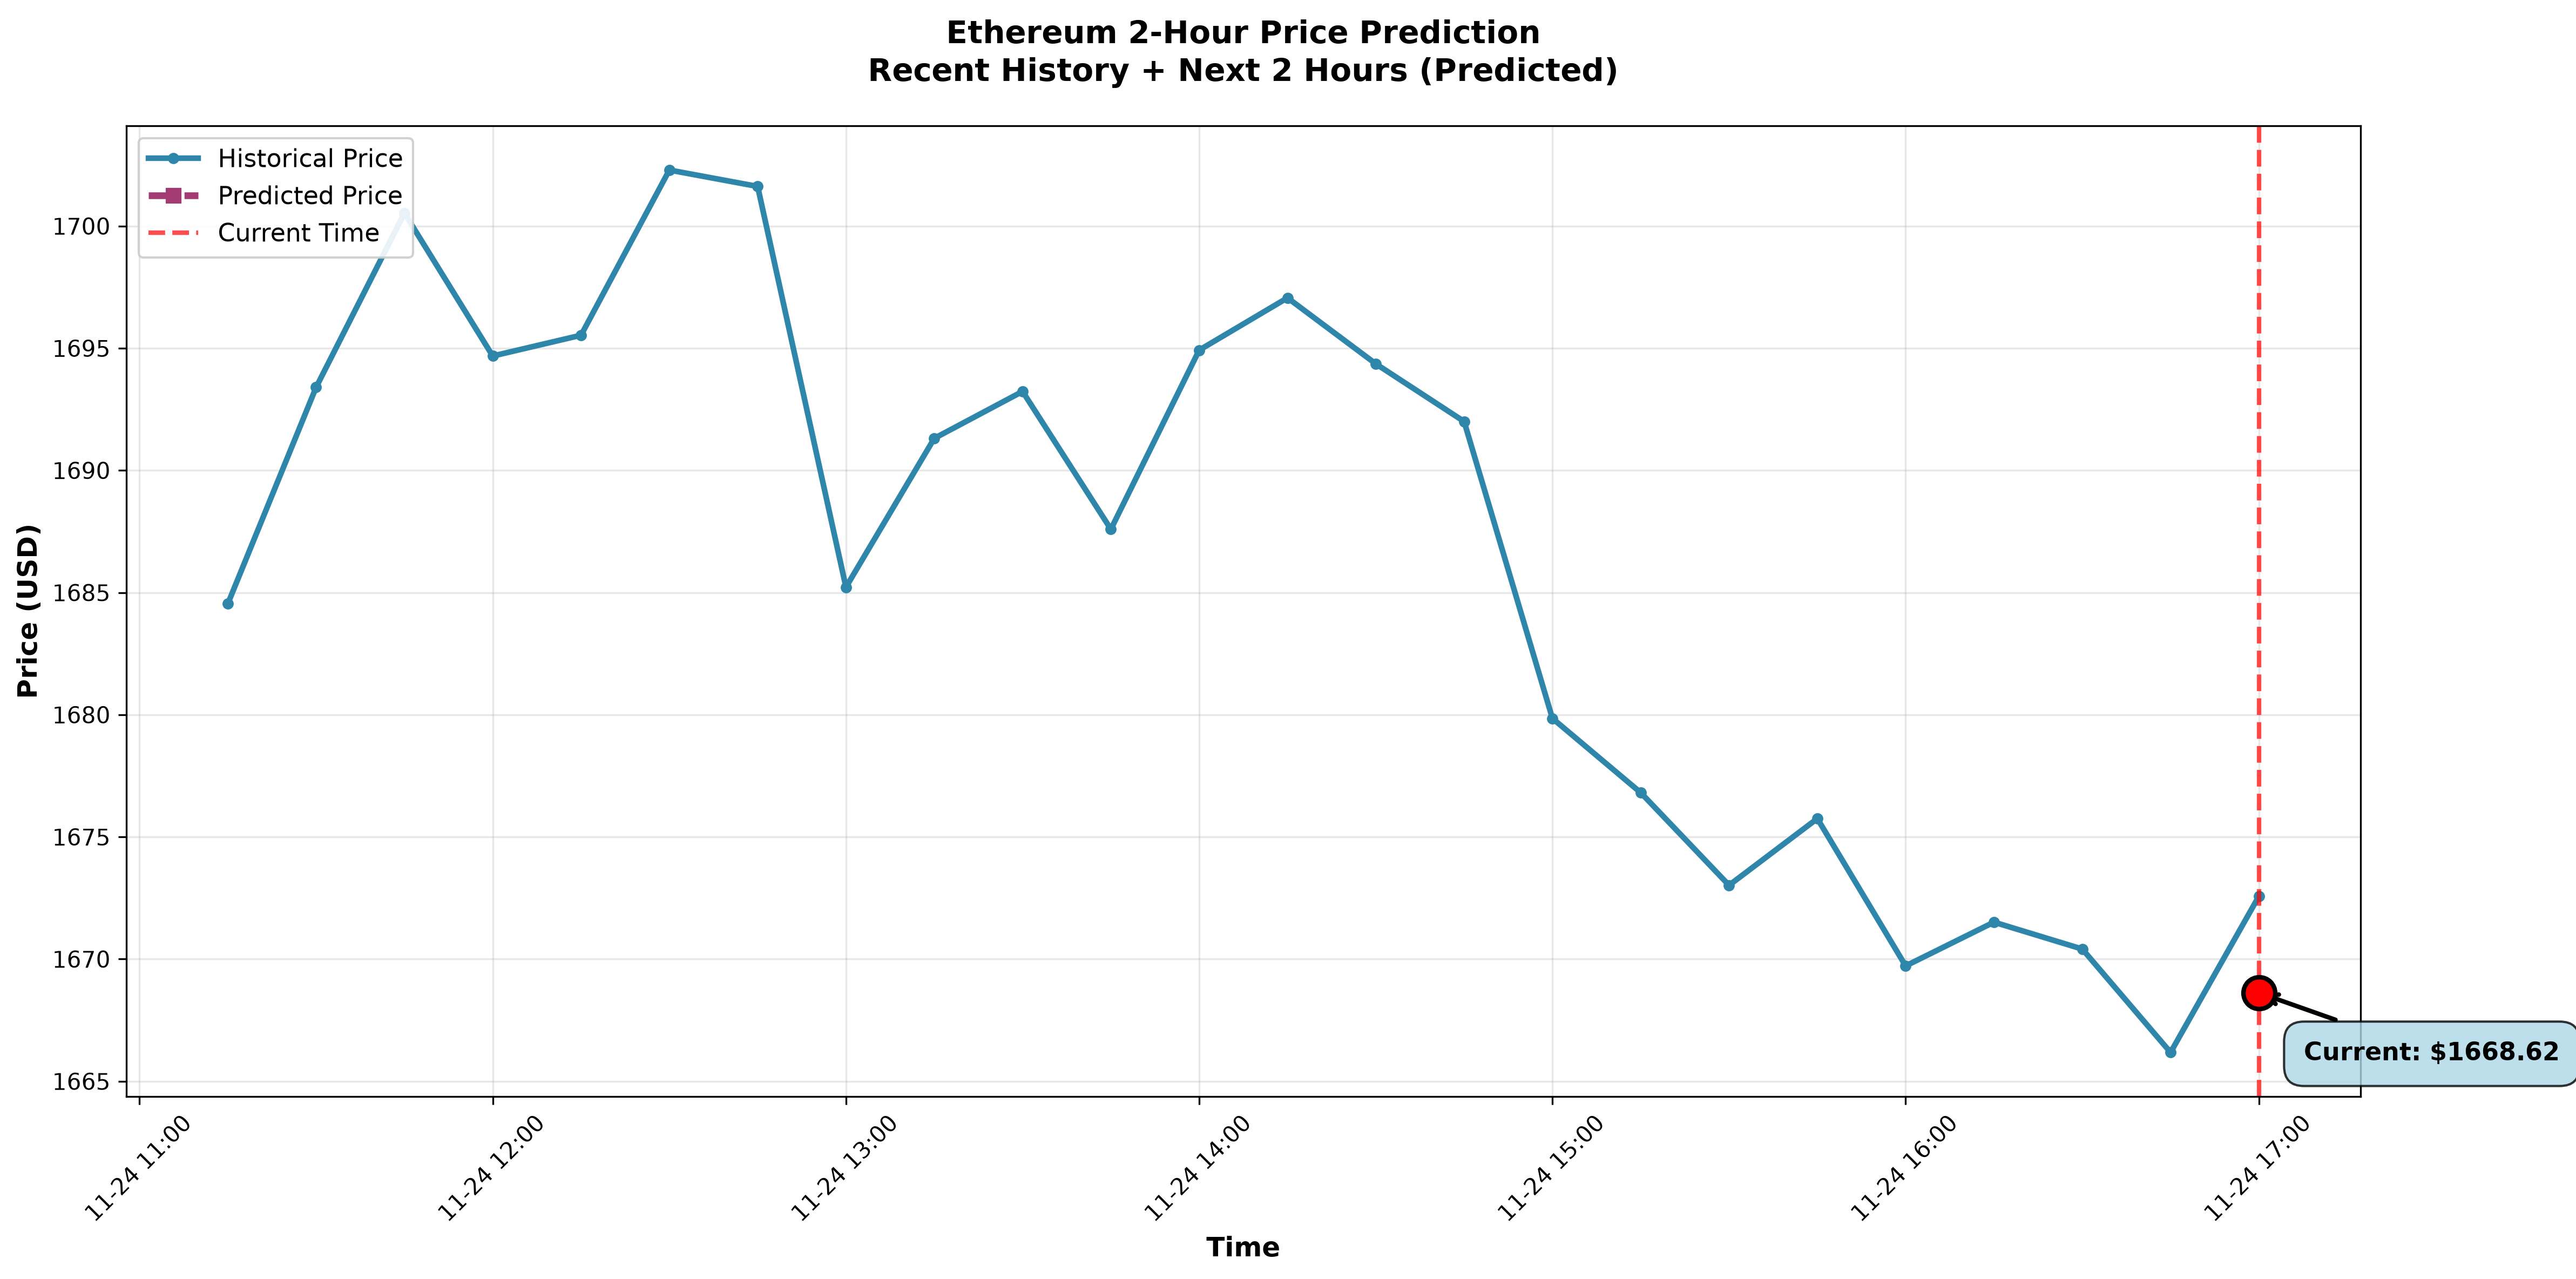 Ethereum 2-Hour Price Prediction
Recent History + Next 2 Hours (Predicted)
Historical Price
Predicted Price
Current Time
Price (USD)
1700
1695
1690
1685
1680
1675
1670
1665
Current: $1668.62
11-24 11:00
11-24 12:00
11-24 13:00
11-24 14:00
11-24 15:00
11-24 16:00
11-24 17:00
Time